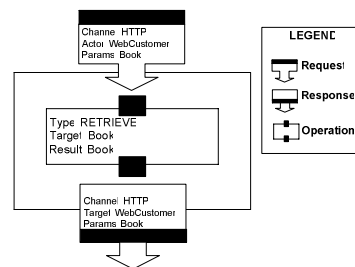 Channel HTTP
Actor WebCustomer
Params Book
LEGEND
Request
Response
Operation
Type RETRIEVE
Target Book
Result Book
Channel HTTP
Target WebCustomer
Params Book